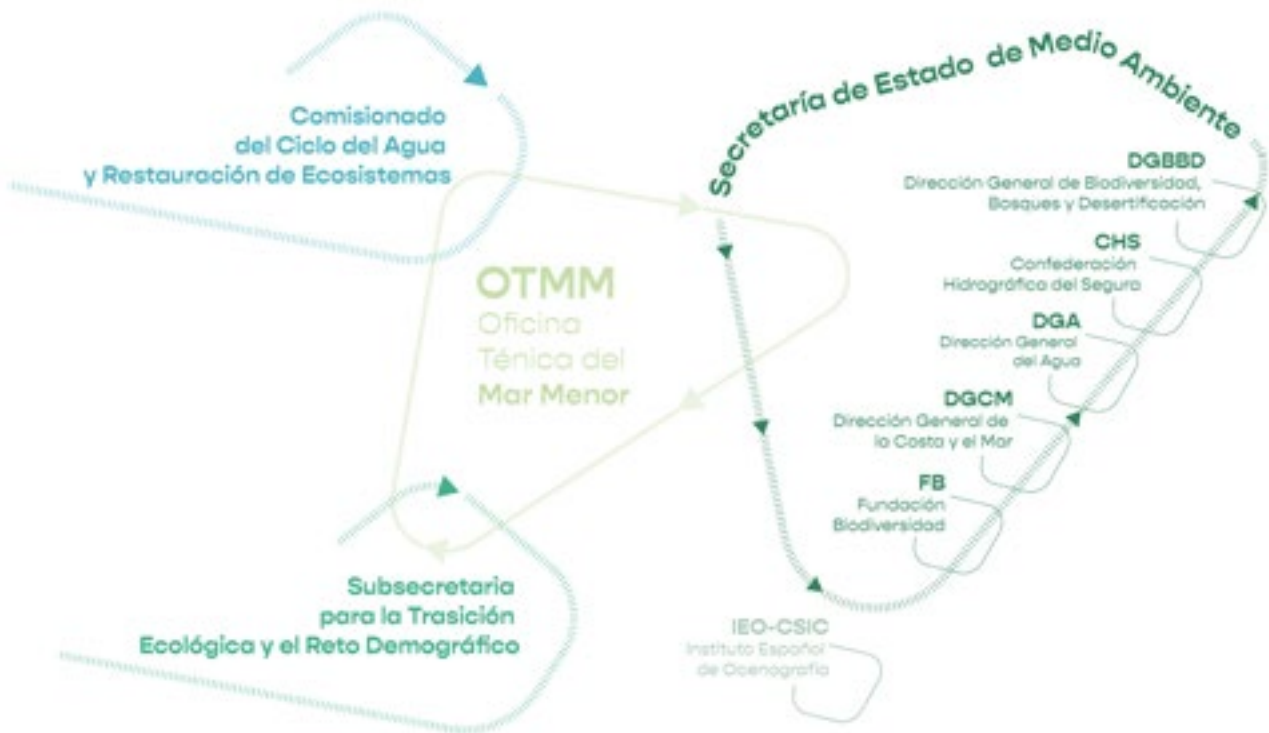 Comisionado
del Ciclo del Agua
y Restauración de Ecosistemas
OTMM
Oficina
Ténica del
Mar Menor
Subsecretaria
para la Trasición
Ecológica y el Reto Demográfico
Secretaría de Estado de Medio Ambiente
DGBBD
Dirección General de Biodiversidad,
Bosques y Desertificación
CHS
Confederación
Hidrográfica del Segura
DGA
Dirección General
del Agua
DGCM
Dirección General de
la Costa y el Mar
FB
Fundación
Biodiversidad
IEO-CSIC
Instituto Español
de Ocenografía